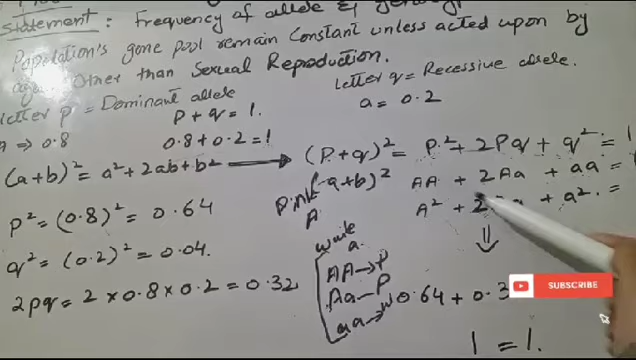 Statement: Frequency of allele &
Population's gone pool remain Constant unless acted upon by
Other than Sexual Reproduction.
letter p = Dominant allele
letter q = Recessive allele.
P + q = 1.
a = 0.2
A => 0.8
0.8 + 0.2 = 1
(a+b)² = a² + 2ab + b²
(P+q)² = P² + 2Pq + q² = 1
(a+b)²
AA + 2Aa + aa =
A² + 2 + a². =
P² = (0.8)² = 0.64
Pink
A
q² = (0.2)² = 0.04.
white
a.
AA → P
Aa — P
aa → W
2pq = 2 × 0.8 × 0.2 = 0.32
0.64 + 0.3
SUBSCRIBE
1 = 1.